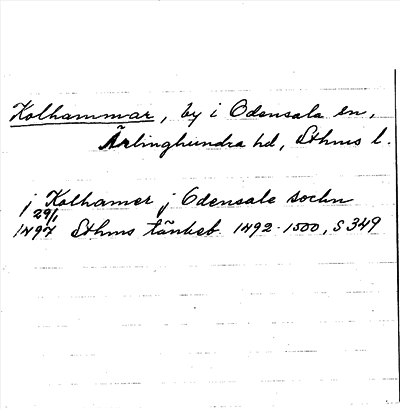 Kolhammar, by i Odensala sn,
Ärlinghundra hd, Sthms l.
j Kolhamer j Odensale sochn
29/1
1497 Sthms tänkeb. 1492-1500, s 349